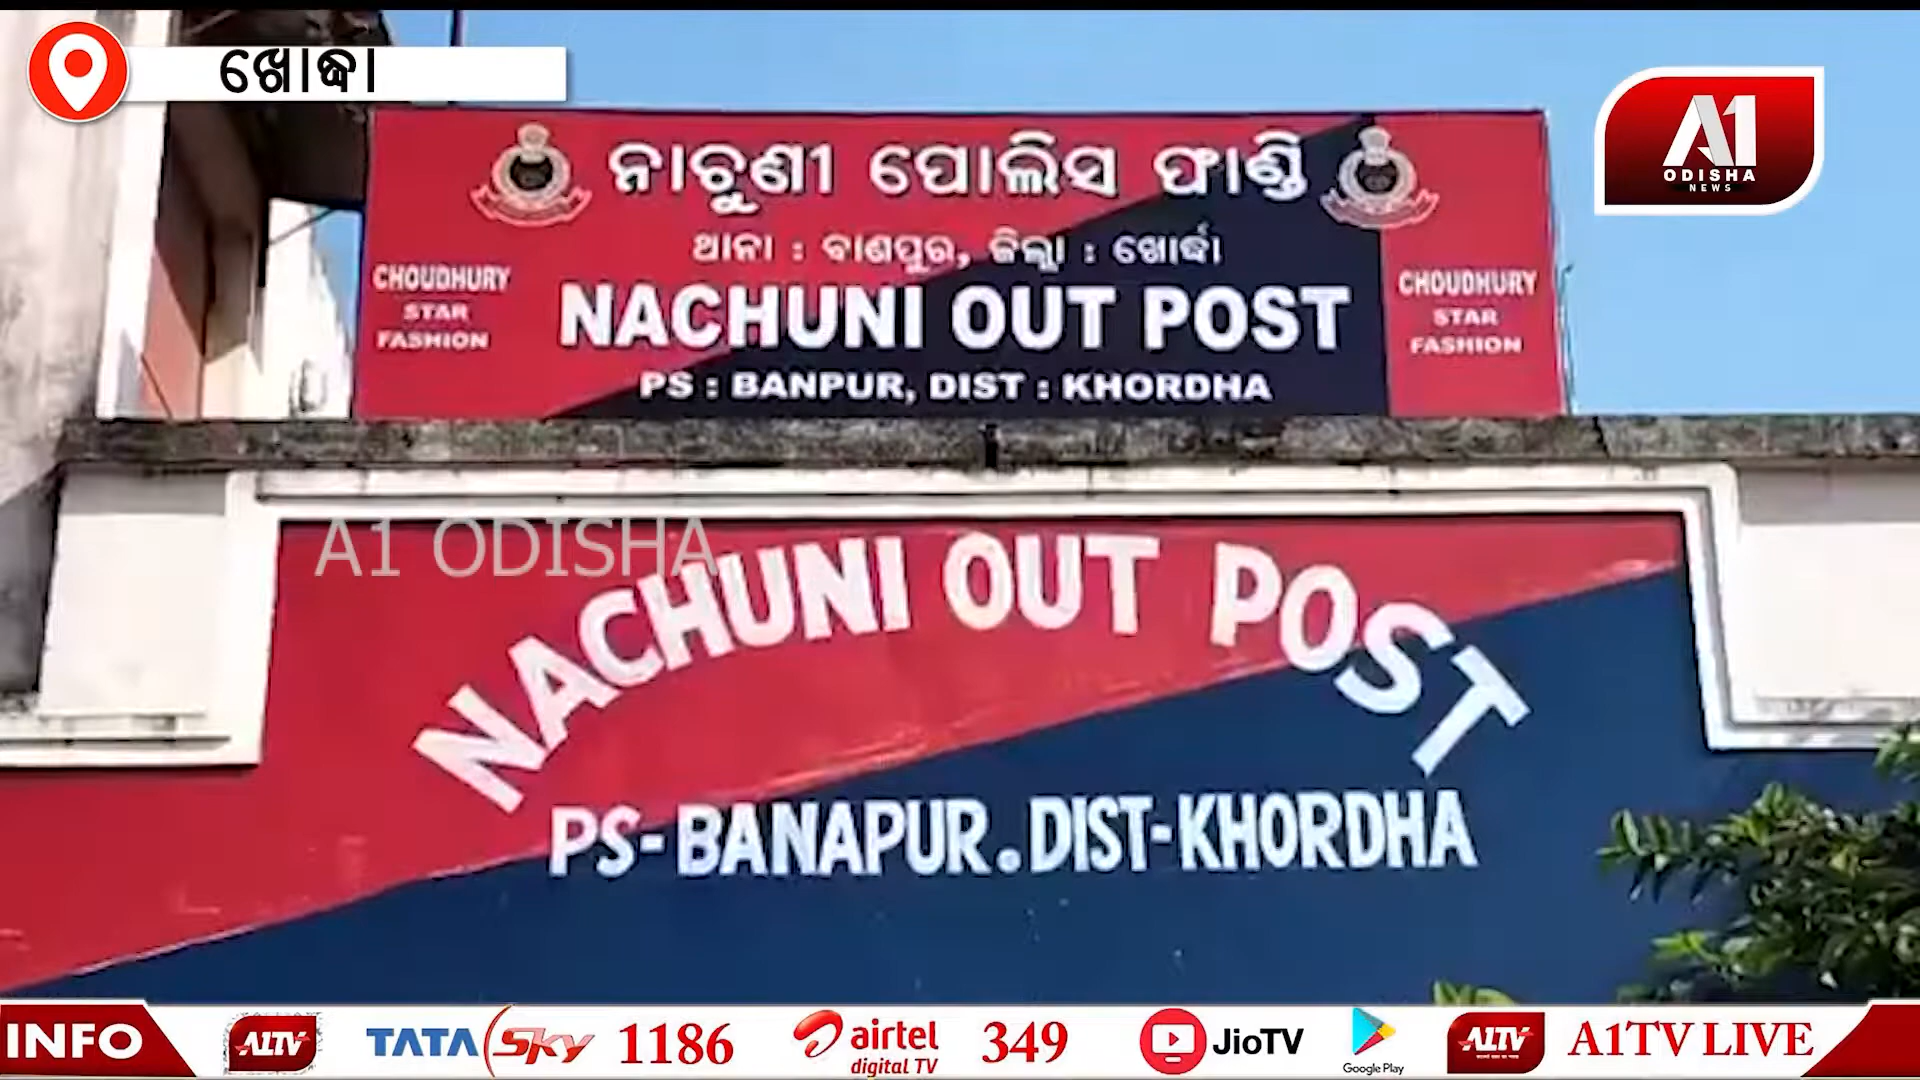 ଖୋର୍ଦ୍ଧା
A1
ODISHA
NEWS
ନାଚୁଣୀ ପୋଲିସ ଫାଣ୍ଡି
ଥାନା : ବାଣପୁର, ଜିଲ୍ଲା : ଖୋର୍ଦ୍ଧା
CHOUDHURY
STAR
FASHION
NACHUNI OUT POST
PS : BANPUR, DIST : KHORDHA
CHOUDHURY
STAR
FASHION
A1 ODISHA
NACHUNI OUT POST
PS-BANAPUR. DIST-KHORDHA
INFO A1TV TATA Sky 1186 airtel digital TV 349 JioTV Google Play A1TV A1TV LIVE